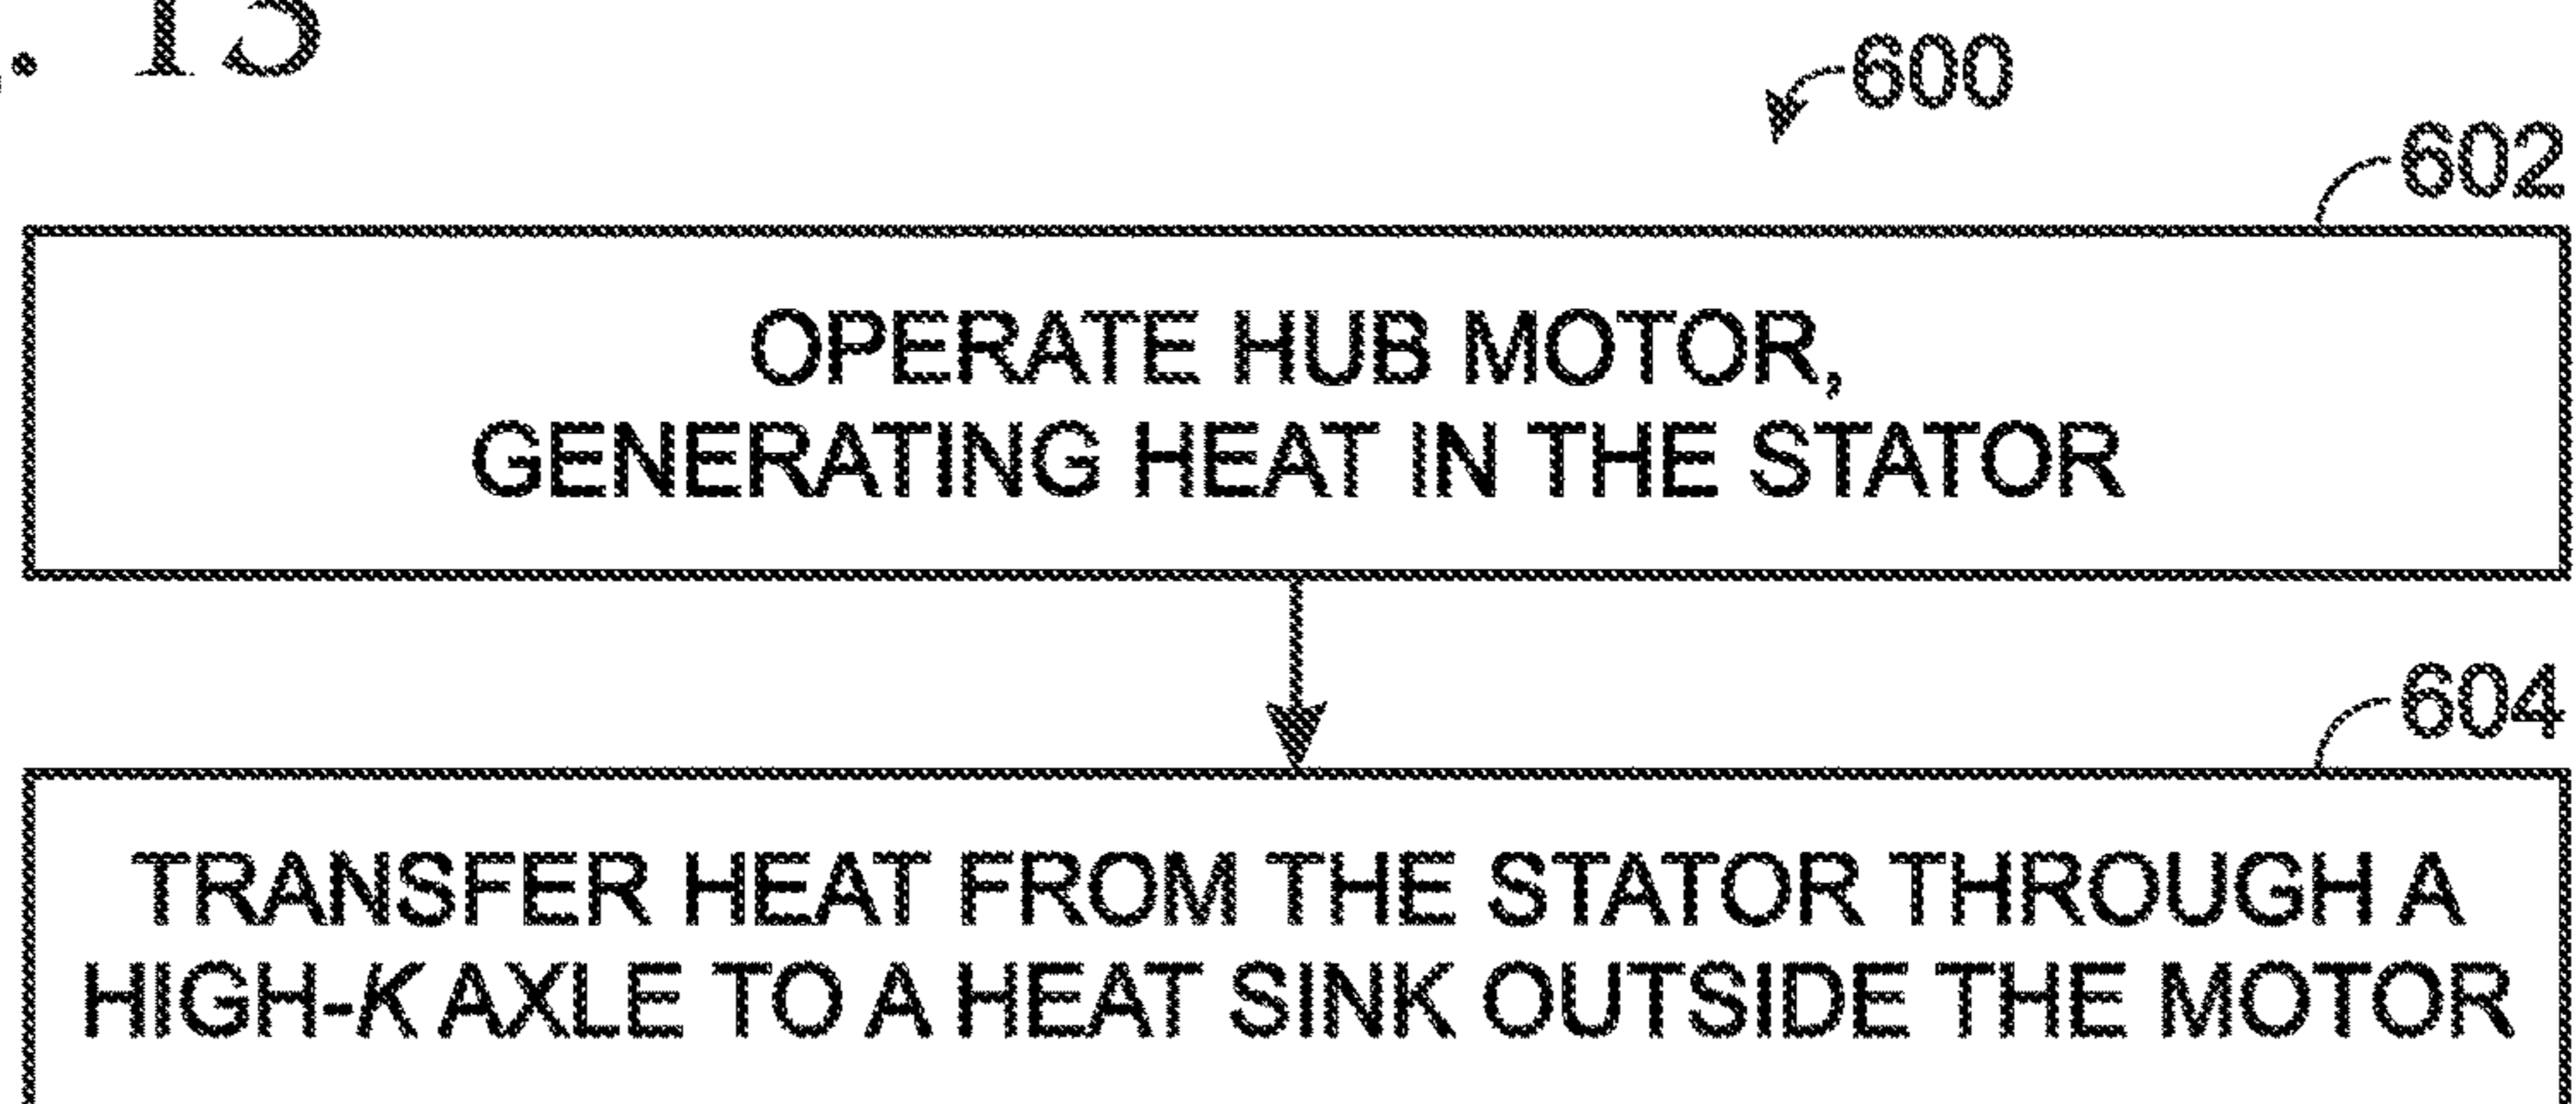 . 13
600
602
OPERATE HUB MOTOR,
GENERATING HEAT IN THE STATOR
604
TRANSFER HEAT FROM THE STATOR THROUGH A
HIGH-K AXLE TO A HEAT SINK OUTSIDE THE MOTOR